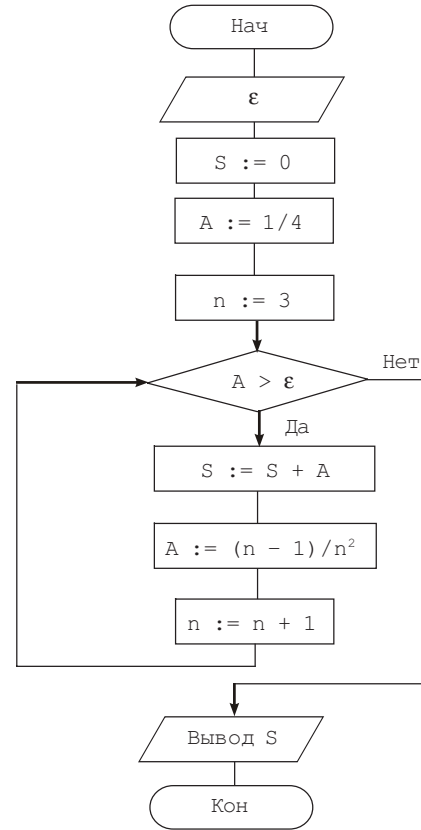 Нач
ε
S := 0
A := 1/4
n := 3
A > ε
Нет
Да
S := S + A
A := (n – 1)/n²
n := n + 1
Вывод S
Кон